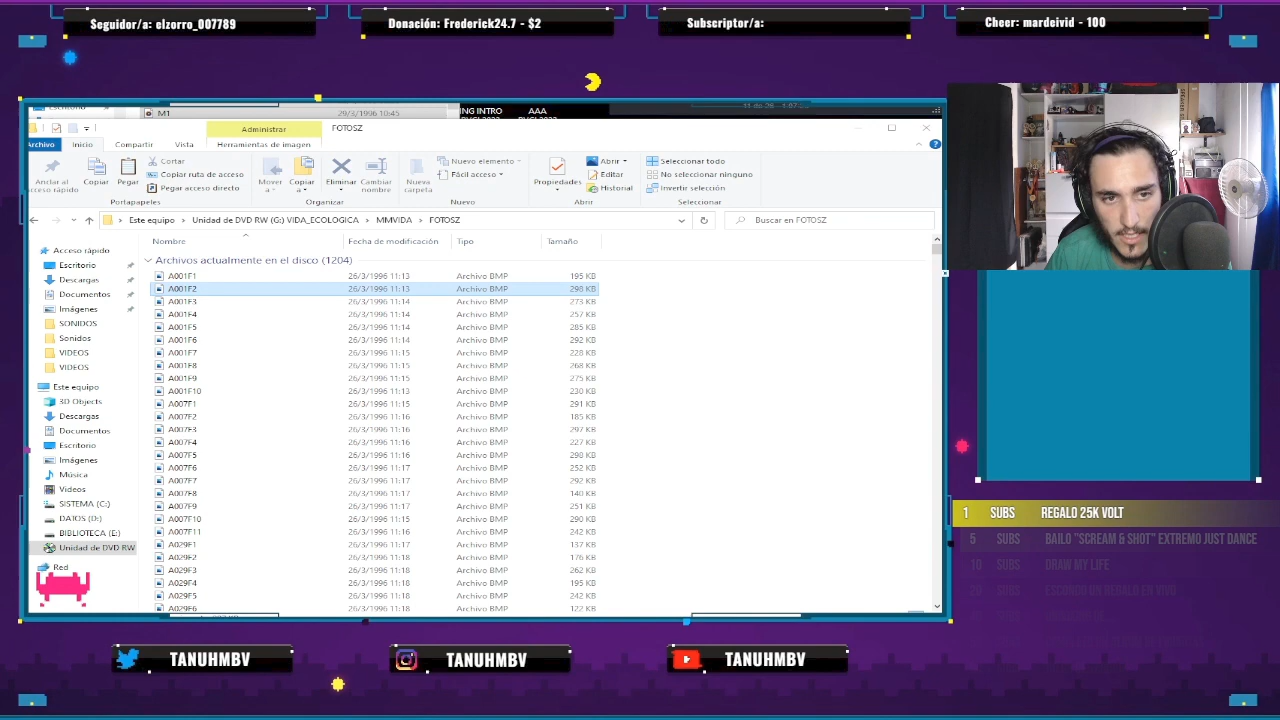 Seguidor/a: elzorro_007789
Donación: Frederick24.7 - $2
Subscriptor/a:
Cheer: mardeivid - 100
M1
29/3/1996 10:45
ING INTRO
AAA
Administrar
FOTOSZ
Archivo
Inicio
Compartir
Vista
Herramientas de imagen
Anclar al acceso rápido
Copiar
Pegar
Cortar
Copiar ruta de acceso
Pegar acceso directo
Portapapeles
Mover a
Copiar a
Eliminar
Cambiar nombre
Organizar
Nueva carpeta
Nuevo elemento
Fácil acceso
Nuevo
Propiedades
Abrir
Editar
Historial
Abrir
Seleccionar todo
No seleccionar ninguno
Invertir selección
Seleccionar
Este equipo > Unidad de DVD RW (G:) VIDA_ECOLOGICA > MMVIDA > FOTOSZ
Buscar en FOTOSZ
Acceso rápido
Escritorio
Descargas
Documentos
Imágenes
SONIDOS
Sonidos
VIDEOS
VIDEOS
Este equipo
3D Objects
Descargas
Documentos
Escritorio
Imágenes
Música
Videos
SISTEMA (C:)
DATOS (D:)
BIBLIOTECA (E:)
Unidad de DVD RW
Red
Nombre Fecha de modificación Tipo Tamaño
Archivos actualmente en el disco (1204)
A001F1 26/3/1996 11:13 Archivo BMP 195 KB
A001F2 26/3/1996 11:13 Archivo BMP 298 KB
A001F3 26/3/1996 11:14 Archivo BMP 273 KB
A001F4 26/3/1996 11:14 Archivo BMP 257 KB
A001F5 26/3/1996 11:14 Archivo BMP 285 KB
A001F6 26/3/1996 11:14 Archivo BMP 292 KB
A001F7 26/3/1996 11:15 Archivo BMP 228 KB
A001F8 26/3/1996 11:15 Archivo BMP 268 KB
A001F9 26/3/1996 11:15 Archivo BMP 275 KB
A001F10 26/3/1996 11:13 Archivo BMP 230 KB
A007F1 26/3/1996 11:15 Archivo BMP 291 KB
A007F2 26/3/1996 11:16 Archivo BMP 185 KB
A007F3 26/3/1996 11:16 Archivo BMP 297 KB
A007F4 26/3/1996 11:16 Archivo BMP 227 KB
A007F5 26/3/1996 11:16 Archivo BMP 298 KB
A007F6 26/3/1996 11:17 Archivo BMP 252 KB
A007F7 26/3/1996 11:17 Archivo BMP 292 KB
A007F8 26/3/1996 11:17 Archivo BMP 140 KB
A007F9 26/3/1996 11:17 Archivo BMP 251 KB
A007F10 26/3/1996 11:15 Archivo BMP 290 KB
A007F11 26/3/1996 11:16 Archivo BMP 242 KB
A029F1 26/3/1996 11:17 Archivo BMP 137 KB
A029F2 26/3/1996 11:18 Archivo BMP 176 KB
A029F3 26/3/1996 11:18 Archivo BMP 262 KB
A029F4 26/3/1996 11:18 Archivo BMP 195 KB
A029F5 26/3/1996 11:18 Archivo BMP 242 KB
A029F6 26/3/1996 11:18 Archivo BMP 122 KB
1 SUBS REGALO 25K VOLT
5 SUBS BAILO "SCREAM & SHOT" EXTREMO JUST DANCE
10 SUBS DRAW MY LIFE
TANUHMBV
TANUHMBV
TANUHMBV